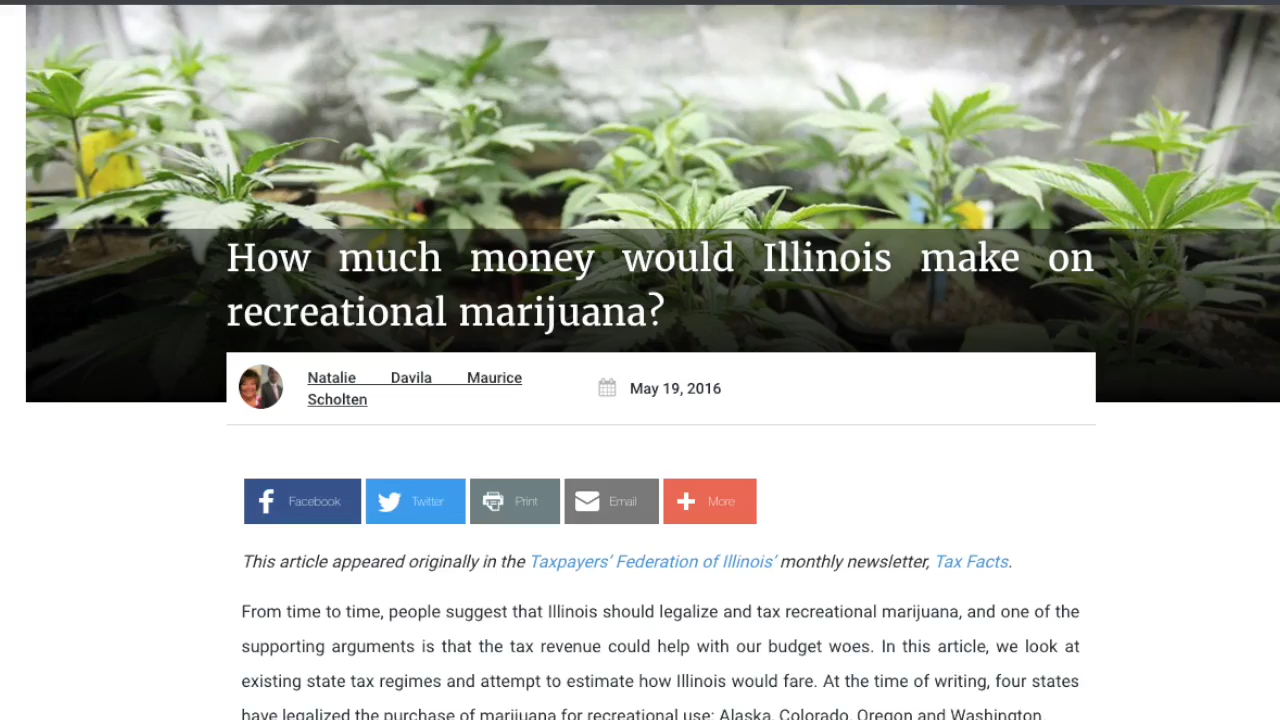 How much money would Illinois make on
recreational marijuana?
Natalie Davila Maurice
Scholten
May 19, 2016
Facebook
Twitter
Print
Email
More
This article appeared originally in the Taxpayers’ Federation of Illinois’ monthly newsletter, Tax Facts.
From time to time, people suggest that Illinois should legalize and tax recreational marijuana, and one of the
supporting arguments is that the tax revenue could help with our budget woes. In this article, we look at
existing state tax regimes and attempt to estimate how Illinois would fare. At the time of writing, four states
have legalized the purchase of marijuana for recreational use: Alaska, Colorado, Oregon and Washington.